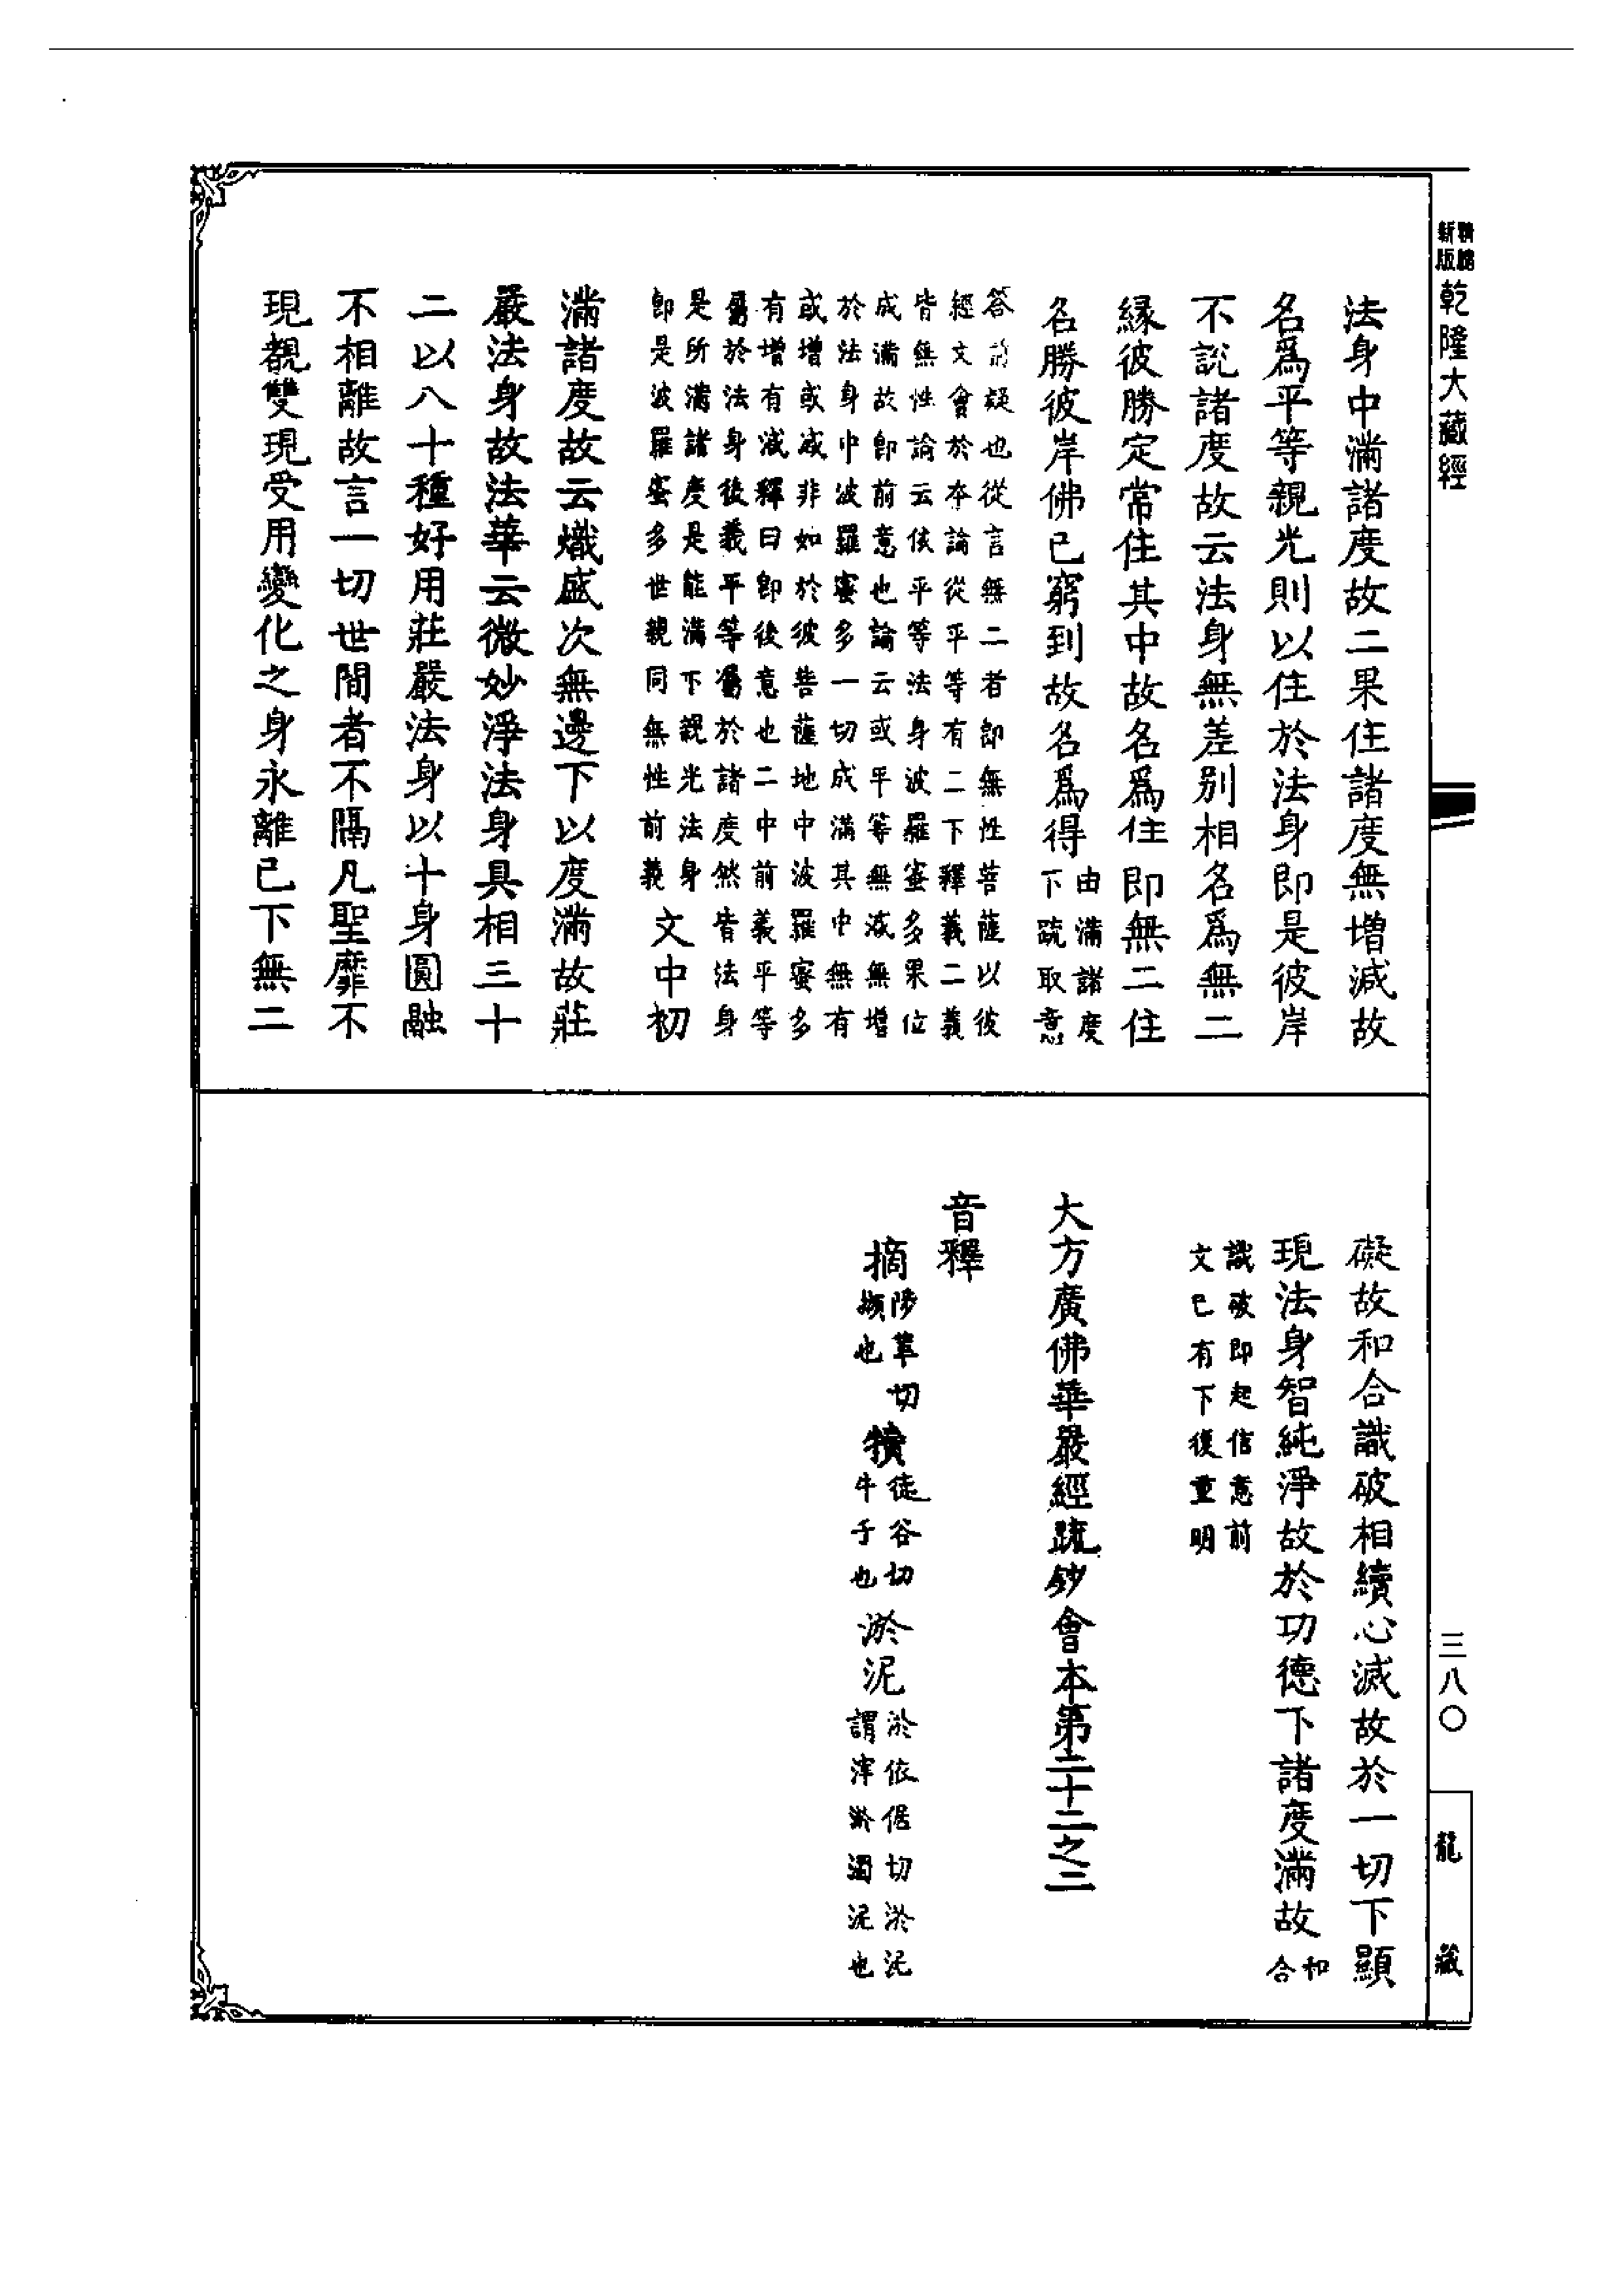 新版
乾隆大藏經
法身中滿諸度故二果住諸度無增減故
名爲平等親光則以住於法身即是彼岸
不説諸度故云法身無差别相名爲無二
緣彼勝定常住其中故名爲住即無二住
名勝彼岸佛已窮到故名爲得
由滿諸度
下疏取意
答 疑也從言無二者即無性菩薩以彼
經文會於本論從平等有二下釋義二義
皆無性論云依平等法身波羅蜜多果位
成滿故即前意也論云或平等無減無增
於法身中波羅蜜多一切成滿其中無有
或增或減非如於彼菩薩地中波羅蜜多
有增有減釋曰即後意也二中前義平等
屬於法身後義平等屬於諸度然皆法身
是所滿諸度是能滿下親光法身
即是波羅蜜多世親同無性前義
文中初
滿諸度故云熾盛次無邊下以度滿故莊
嚴法身故法華云微妙淨法身具相三十
二以八十種好用莊嚴法身以十身圓融
不相離故言一切世間者不隔凡聖靡不
現覩雙現受用變化之身永離已下無二
礙故和合識破相續心滅故於一切下顯
現法身智純淨故於功德下諸度滿故
和
合
識破即起信意前
文已有下復重明
大方廣佛華嚴經疏鈔會本第二十二之二
音釋
摘
陟革切
擷也
犢
徒谷切
牛子也
淤泥
淤依倨切淤泥
謂滓淤濁泥也
三八〇
龍藏